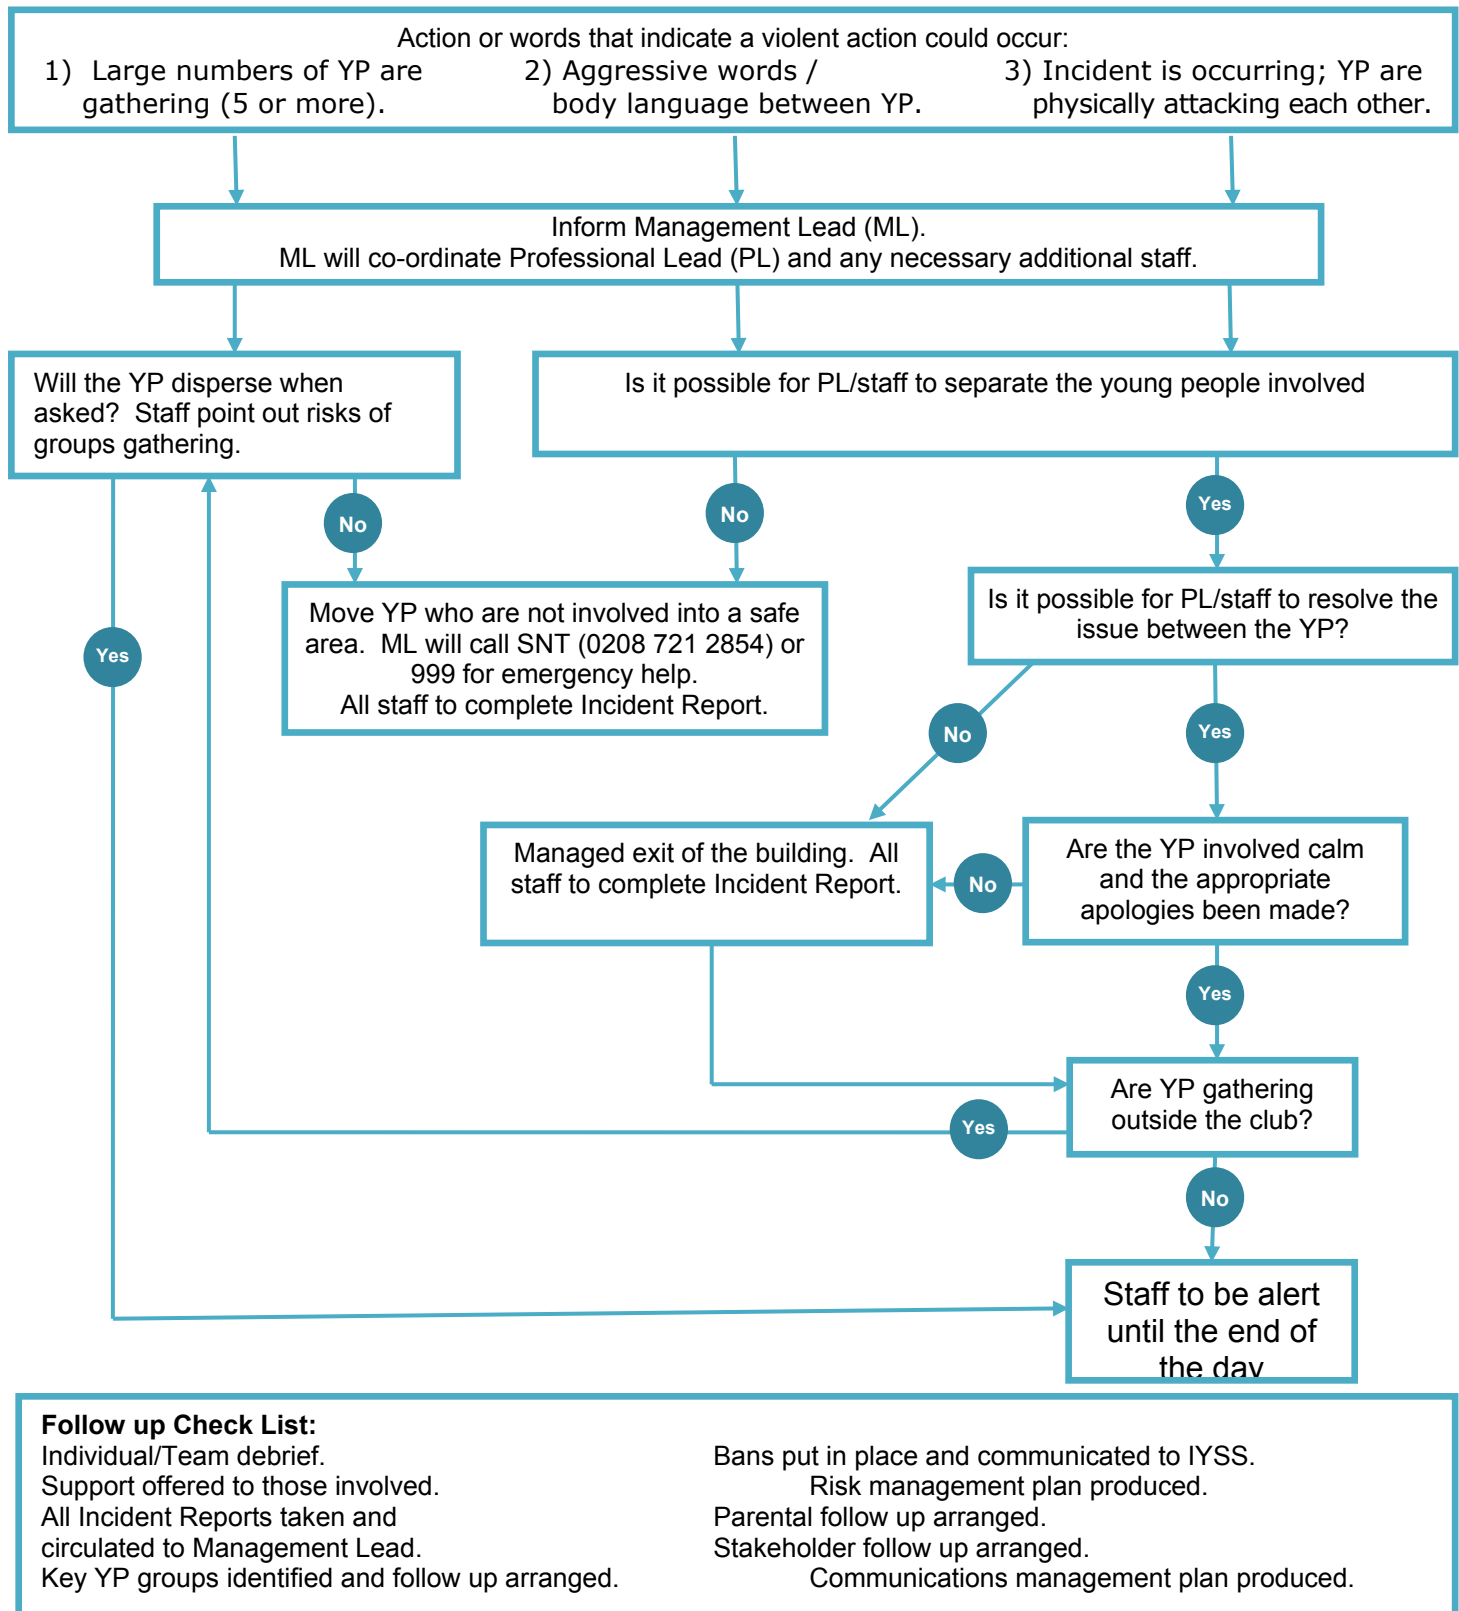 Action or words that indicate a violent action could occur:
1) Large numbers of YP are
gathering (5 or more).
2) Aggressive words /
body language between YP.
3) Incident is occurring; YP are
physically attacking each other.
Inform Management Lead (ML).
ML will co-ordinate Professional Lead (PL) and any necessary additional staff.
Will the YP disperse when
asked? Staff point out risks of
groups gathering.
Is it possible for PL/staff to separate the young people involved
No
No
Yes
Move YP who are not involved into a safe
area. ML will call SNT (0208 721 2854) or
999 for emergency help.
All staff to complete Incident Report.
Is it possible for PL/staff to resolve the
issue between the YP?
Yes
No
Yes
Managed exit of the building. All
staff to complete Incident Report.
No
Are the YP involved calm
and the appropriate
apologies been made?
Yes
Are YP gathering
outside the club?
Yes
No
Staff to be alert
until the end of
the day
Follow up Check List:
Individual/Team debrief.
Support offered to those involved.
All Incident Reports taken and
circulated to Management Lead.
Key YP groups identified and follow up arranged.
Bans put in place and communicated to IYSS.
Risk management plan produced.
Parental follow up arranged.
Stakeholder follow up arranged.
Communications management plan produced.